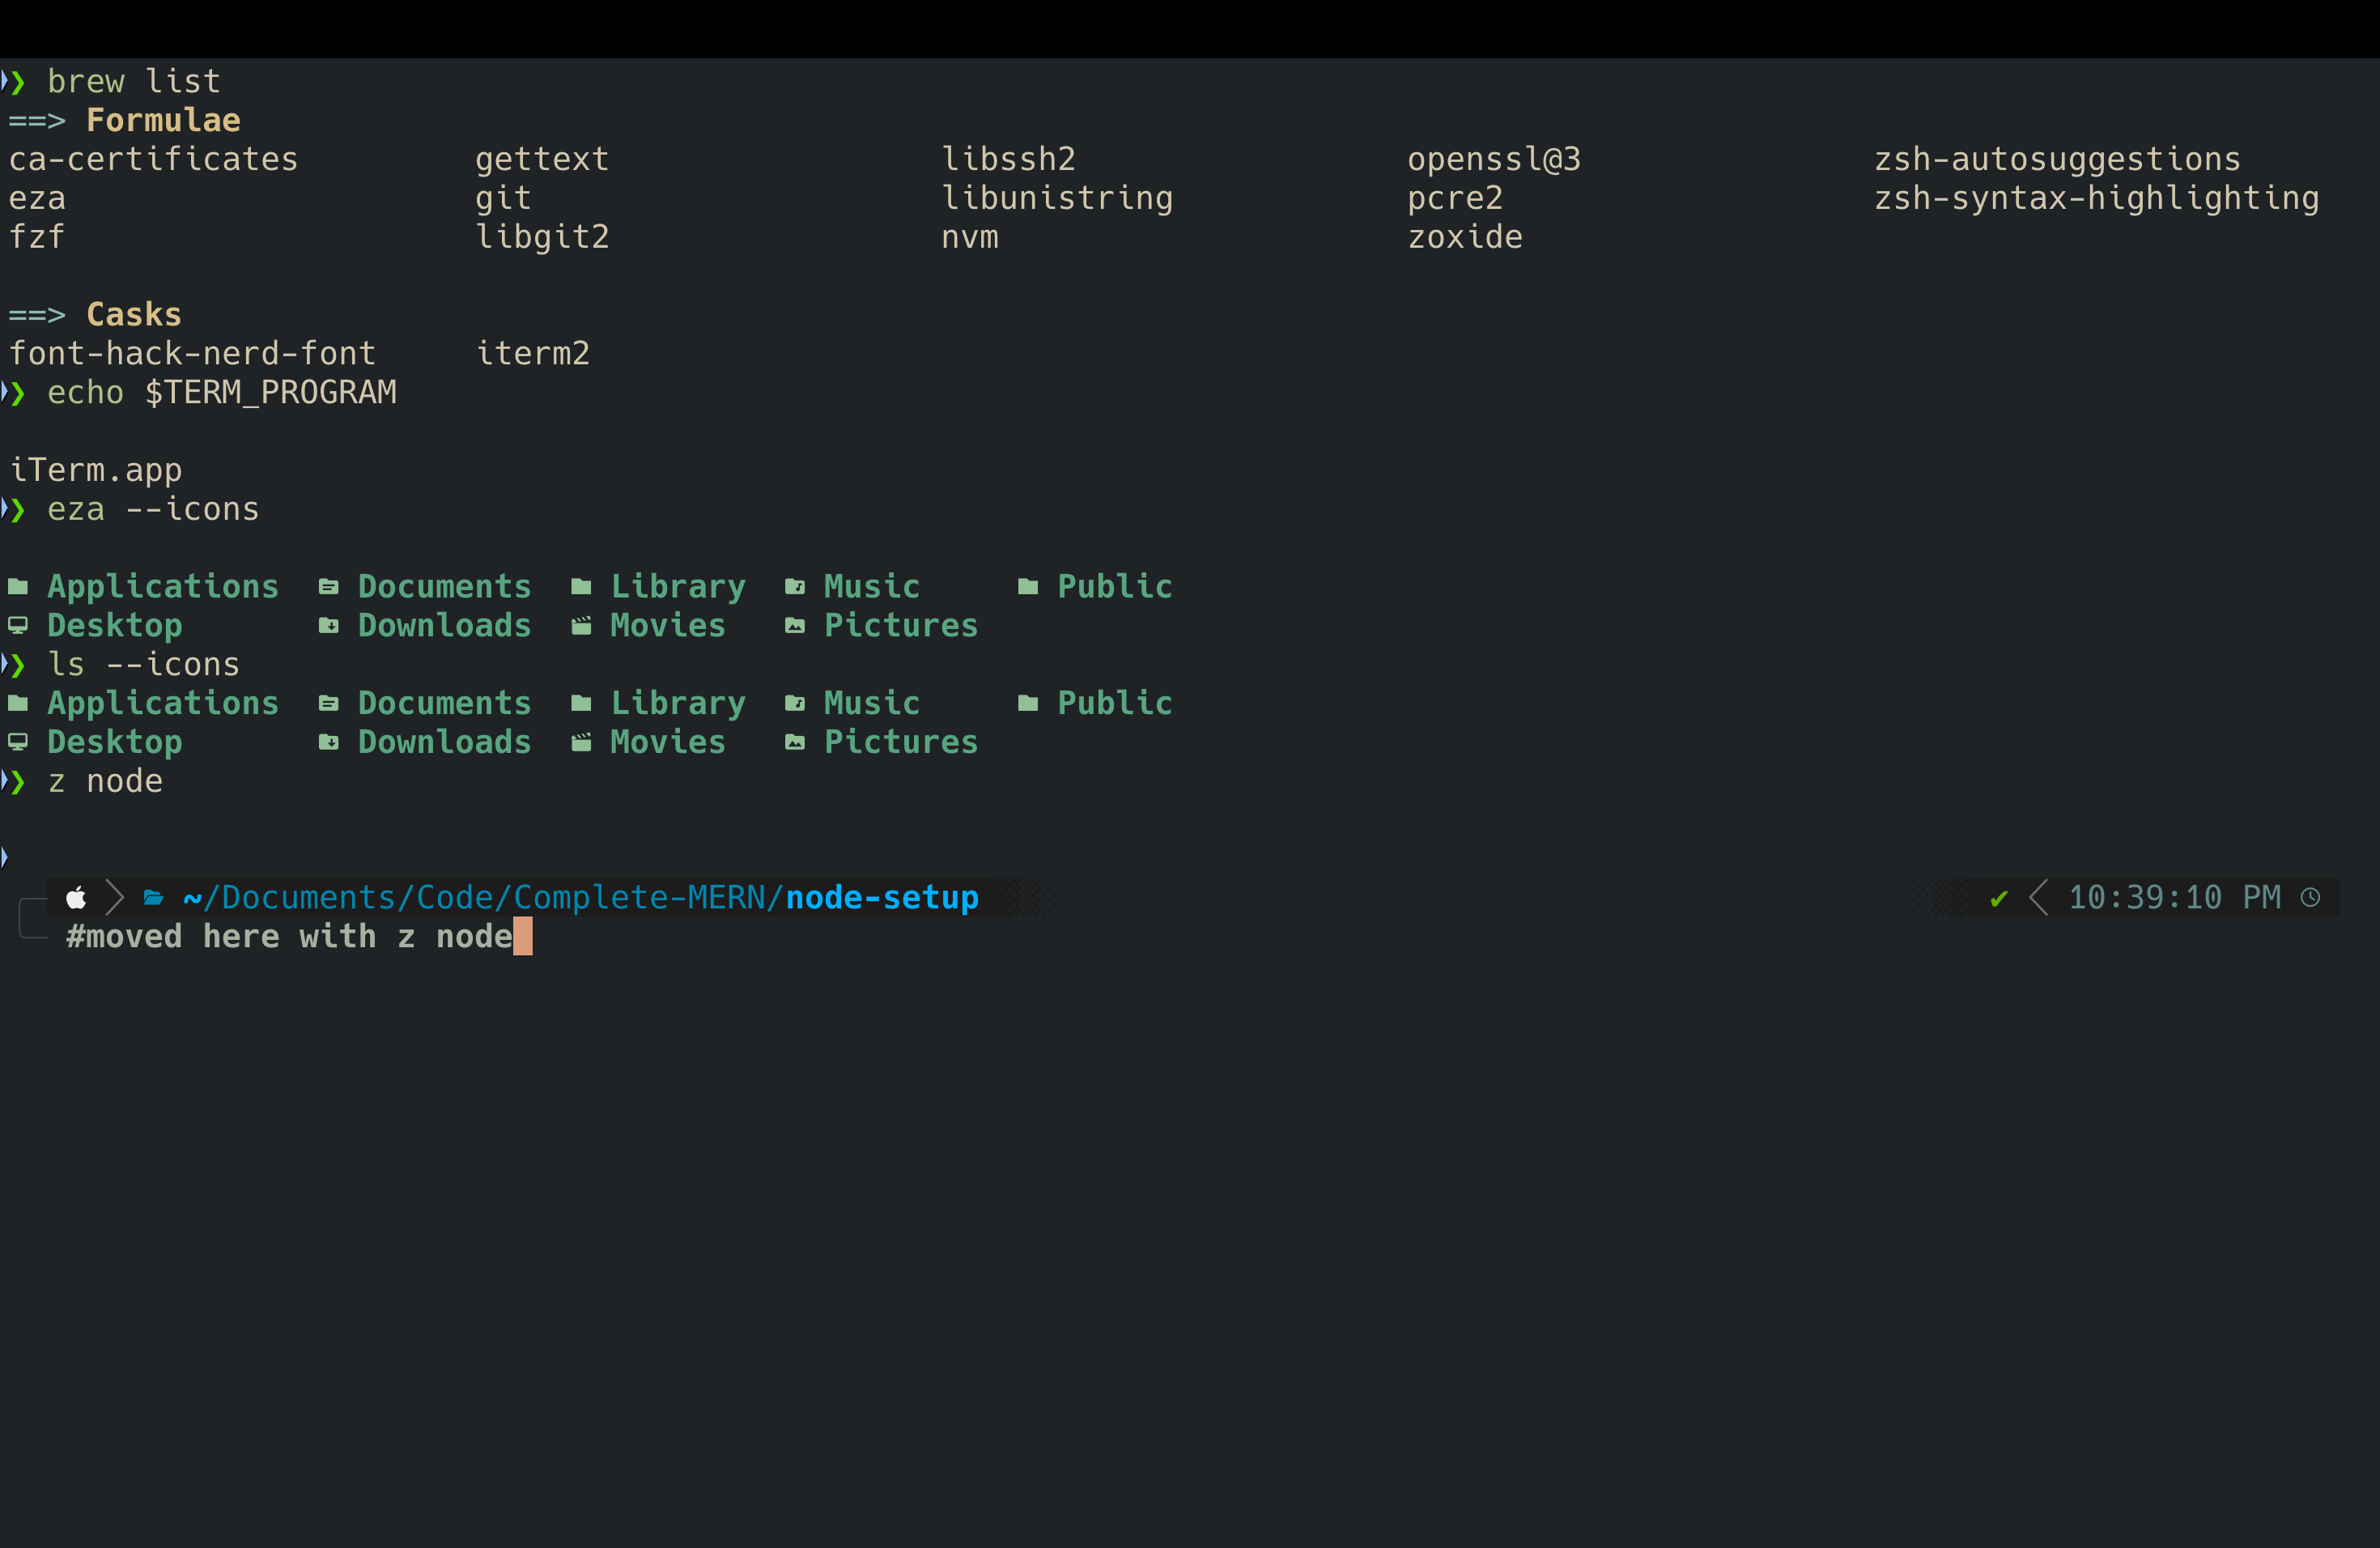 ❯ brew list
==> Formulae
ca-certificates gettext libssh2 openssl@3 zsh-autosuggestions
eza git libunistring pcre2 zsh-syntax-highlighting
fzf libgit2 nvm zoxide
==> Casks
font-hack-nerd-font iterm2
❯ echo $TERM_PROGRAM
iTerm.app
❯ eza --icons
Applications Documents Library Music Public
Desktop Downloads Movies Pictures
❯ ls --icons
Applications Documents Library Music Public
Desktop Downloads Movies Pictures
❯ z node
~/Documents/Code/Complete-MERN/node-setup ✔ 10:39:10 PM
#moved here with z node